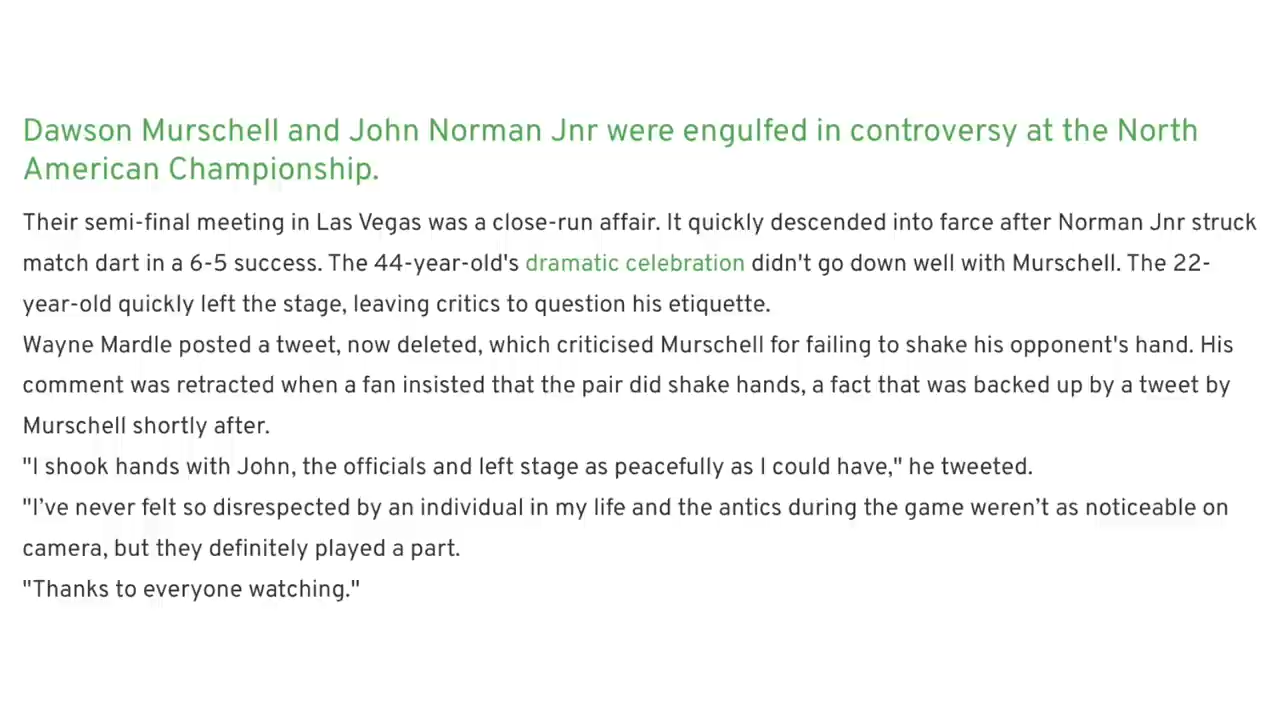 Dawson Murschell and John Norman Jnr were engulfed in controversy at the North
American Championship.
Their semi-final meeting in Las Vegas was a close-run affair. It quickly descended into farce after Norman Jnr struck
match dart in a 6-5 success. The 44-year-old's dramatic celebration didn't go down well with Murschell. The 22-
year-old quickly left the stage, leaving critics to question his etiquette.
Wayne Mardle posted a tweet, now deleted, which criticised Murschell for failing to shake his opponent's hand. His
comment was retracted when a fan insisted that the pair did shake hands, a fact that was backed up by a tweet by
Murschell shortly after.
"I shook hands with John, the officials and left stage as peacefully as I could have," he tweeted.
"I’ve never felt so disrespected by an individual in my life and the antics during the game weren’t as noticeable on
camera, but they definitely played a part.
"Thanks to everyone watching."